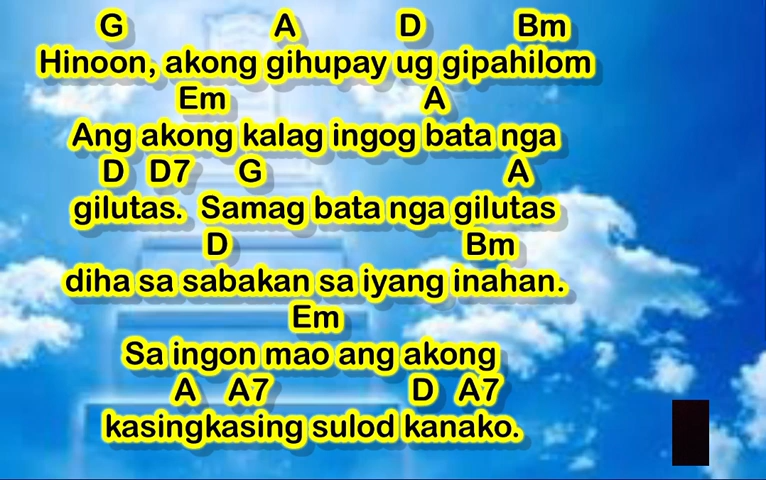 G A D Bm
Hinoon, akong gihupay ug gipahilom
Em A
Ang akong kalag ingog bata nga
D D7 G A
gilutas. Samag bata nga gilutas
D Bm
diha sa sabakan sa iyang inahan.
Em
Sa ingon mao ang akong
A A7 D A7
kasingkasing sulod kanako.